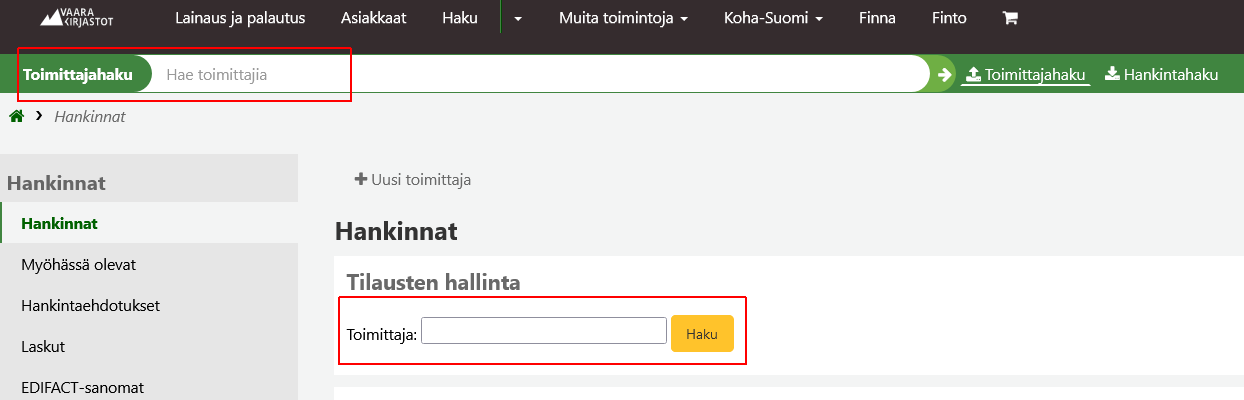 VAARA
KIRJASTOT
Lainaus ja palautus Asiakkaat Haku Muita toimintoja Koha-Suomi Finna Finto
Toimittajahaku Hae toimittajia Toimittajahaku Hankintahaku
Hankinnat
Hankinnat
Hankinnat
Myöhässä olevat
Hankintaehdotukset
Laskut
EDIFACT-sanomat
Uusi toimittaja
Hankinnat
Tilausten hallinta
Toimittaja: Haku